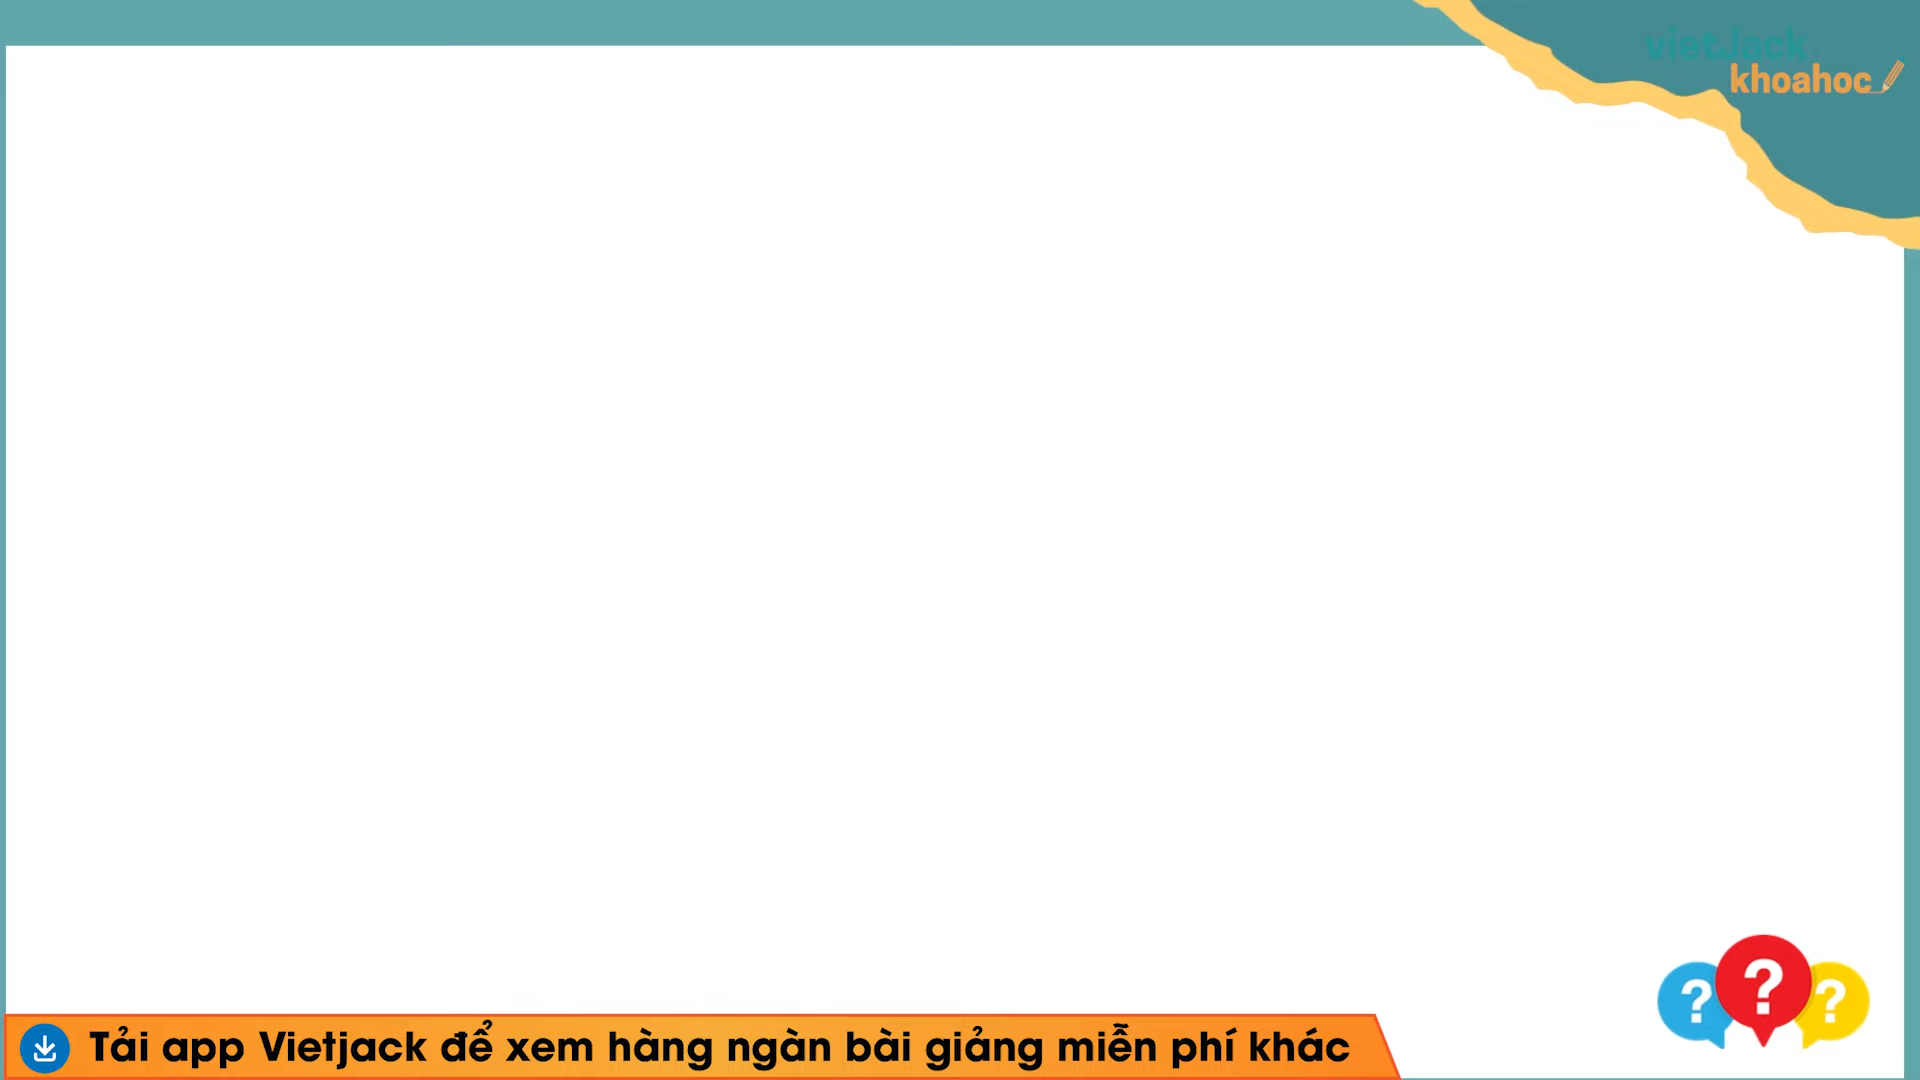 vietJack
khoahoc
? ? ?
Tải app Vietjack để xem hàng ngàn bài giảng miễn phí khác